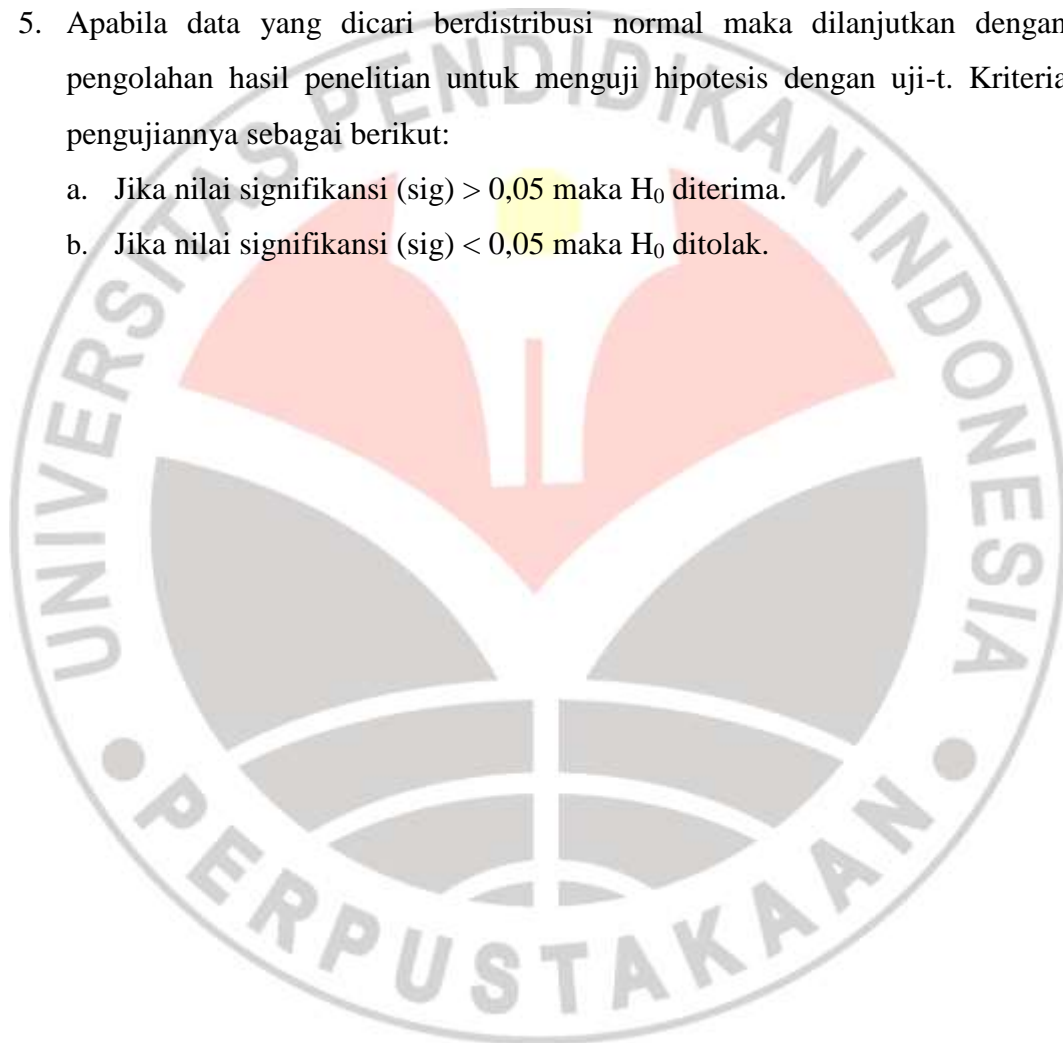 5. Apabila data yang dicari berdistribusi normal maka dilanjutkan dengan
pengolahan hasil penelitian untuk menguji hipotesis dengan uji-t. Kriteria
pengujiannya sebagai berikut:
a. Jika nilai signifikansi (sig) > 0,05 maka H₀ diterima.
b. Jika nilai signifikansi (sig) < 0,05 maka H₀ ditolak.
UNIVERSITAS PENDIDIKAN INDONESIA
PERPUSTAKAAN